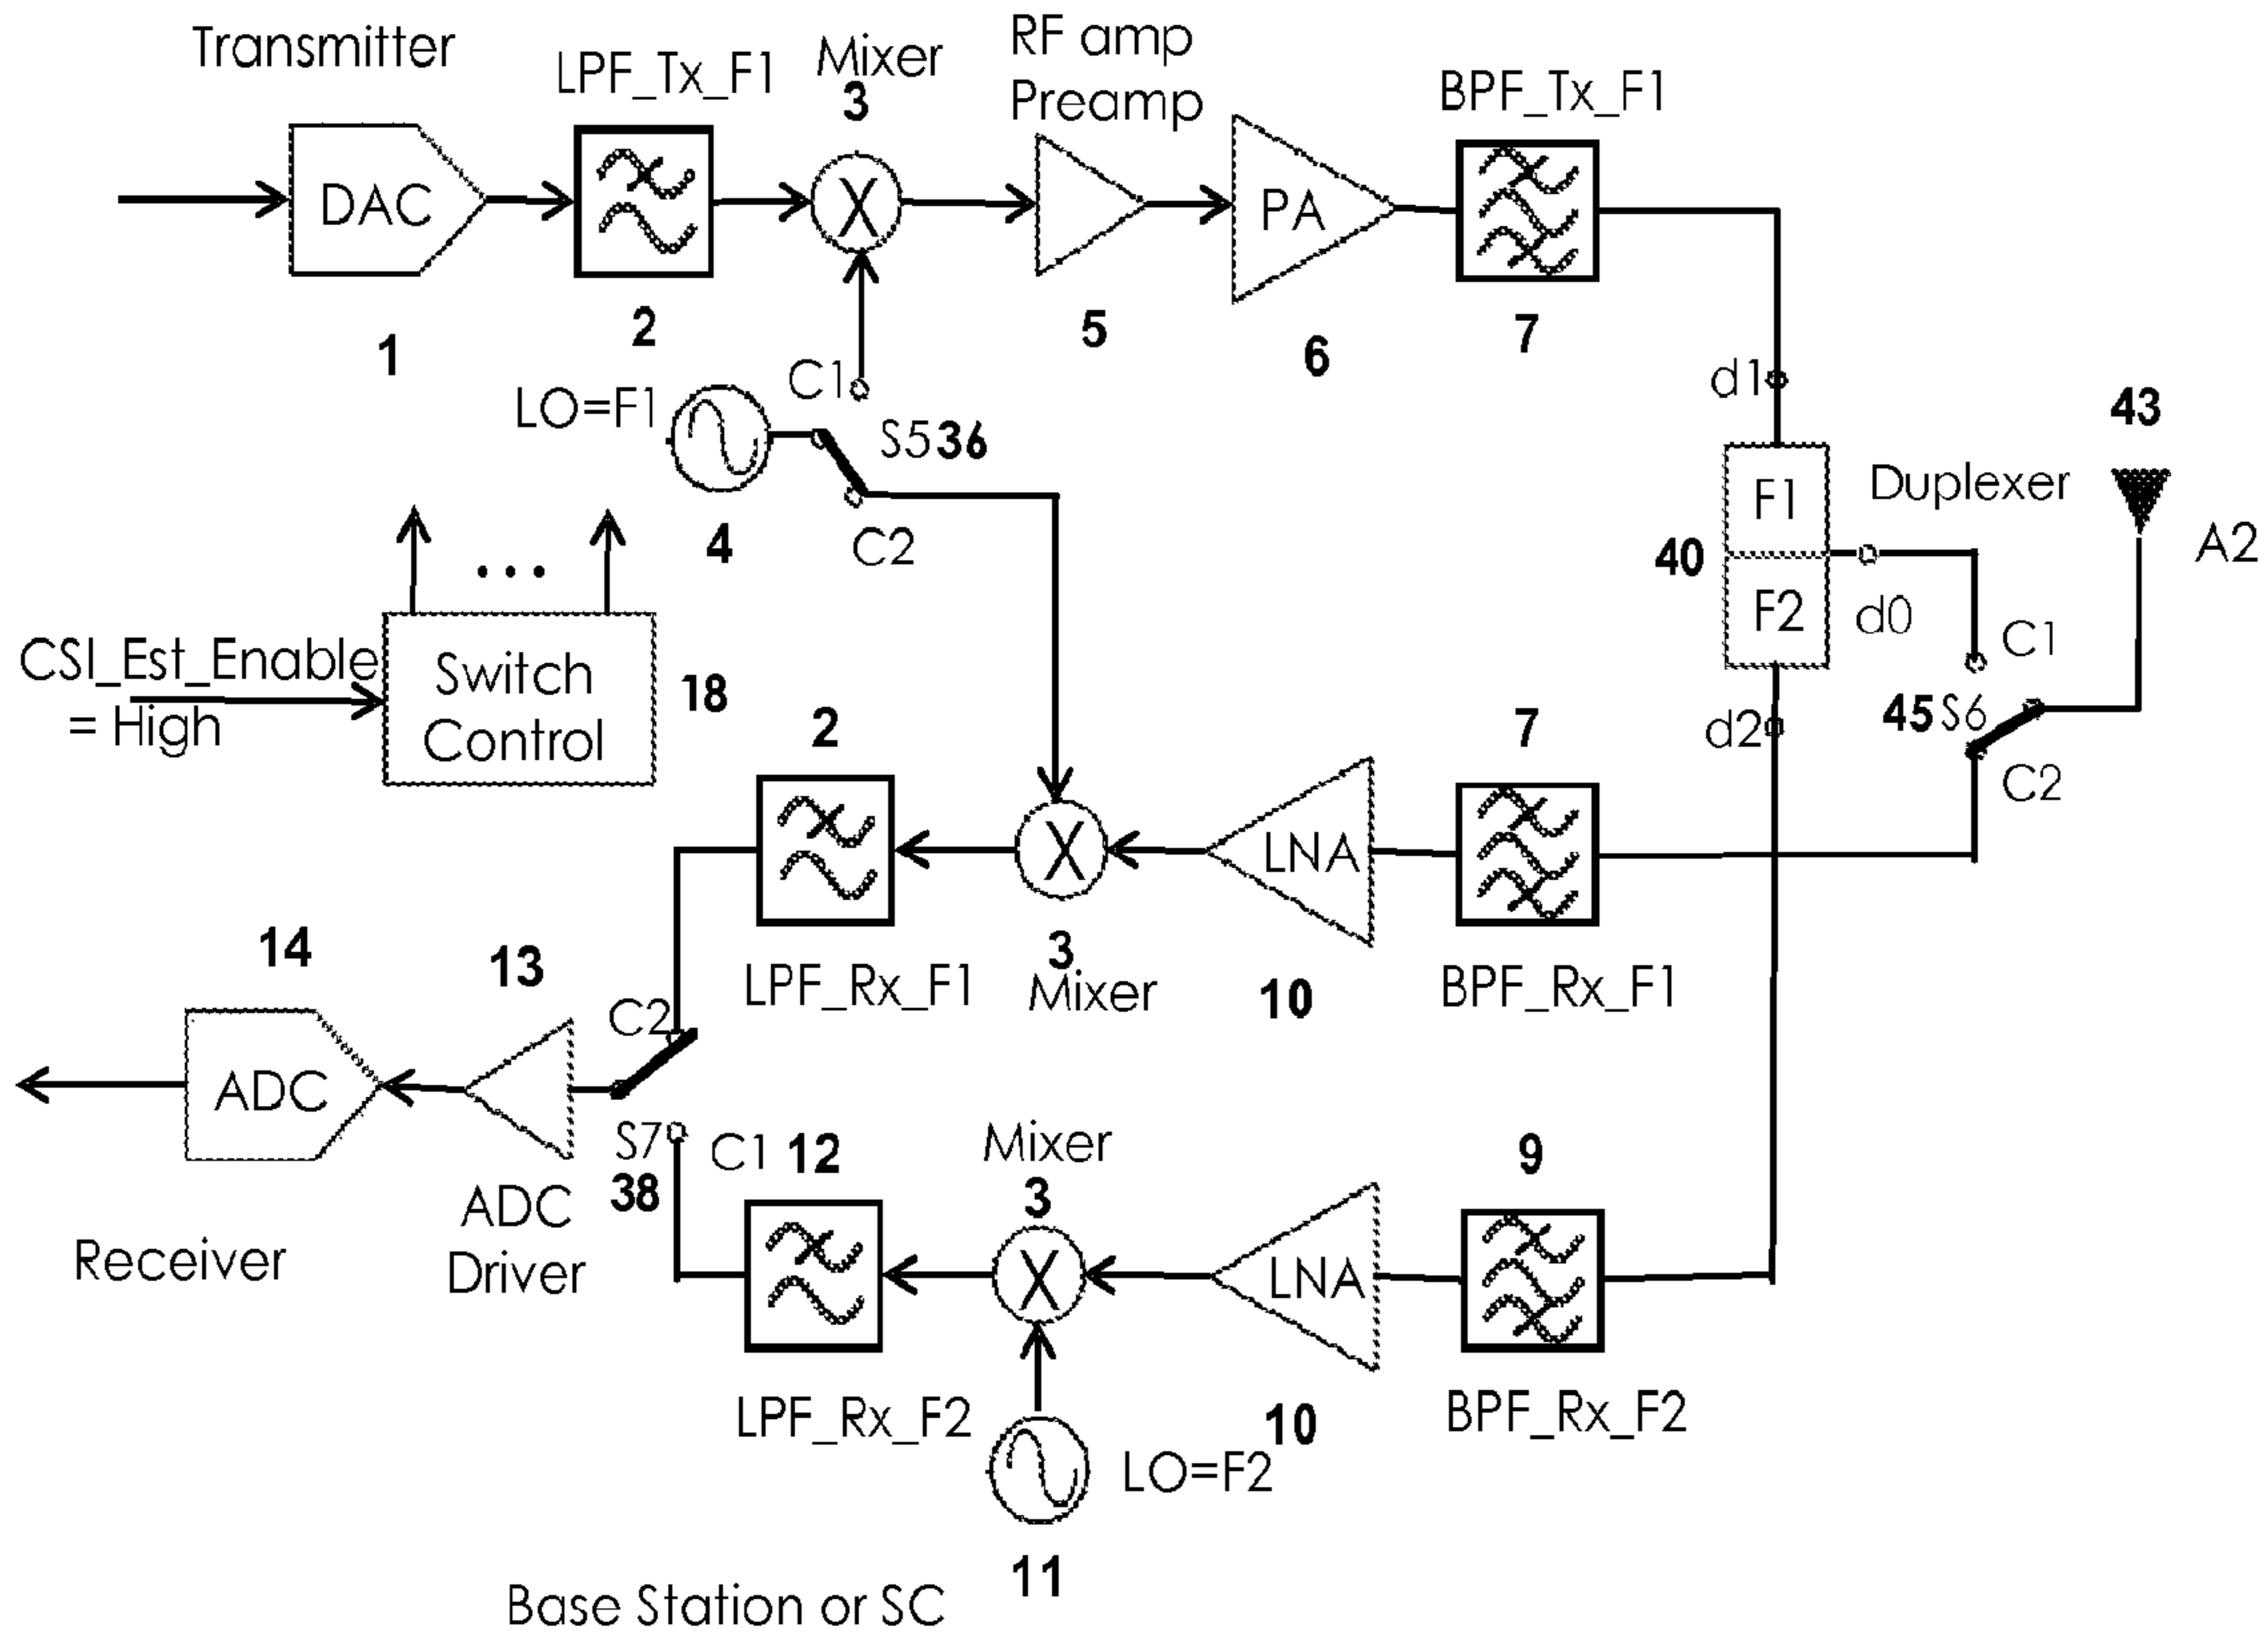 Transmitter
LPF_Tx_F1
Mixer
3
RF amp
Preamp
BPF_Tx_F1
DAC
X
PA
1
2
5
6
7
LO=F1
C1
S5 36
4
C2
d1
43
F1
Duplexer
A2
40
F2
d0
C1
CSI_Est_Enable
= High
Switch
Control
18
45 S6
d2
C2
2
7
X
LNA
14
13
C2
LPF_Rx_F1
3
Mixer
10
BPF_Rx_F1
ADC
S7
38
C1
12
Mixer
3
9
ADC
Driver
Receiver
X
LNA
LPF_Rx_F2
10
BPF_Rx_F2
LO=F2
11
Base Station or SC